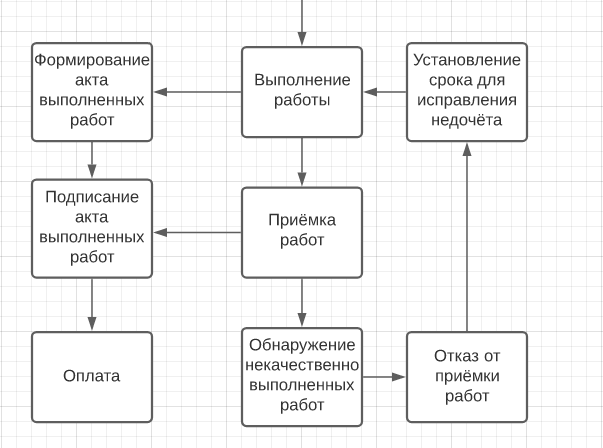 Формирование
акта
выполненных
работ
Выполнение
работы
Установление
срока для
исправления
недочёта
Подписание
акта
выполненных
работ
Приёмка
работ
Оплата
Обнаружение
некачественно
выполненных
работ
Отказ от
приёмки
работ